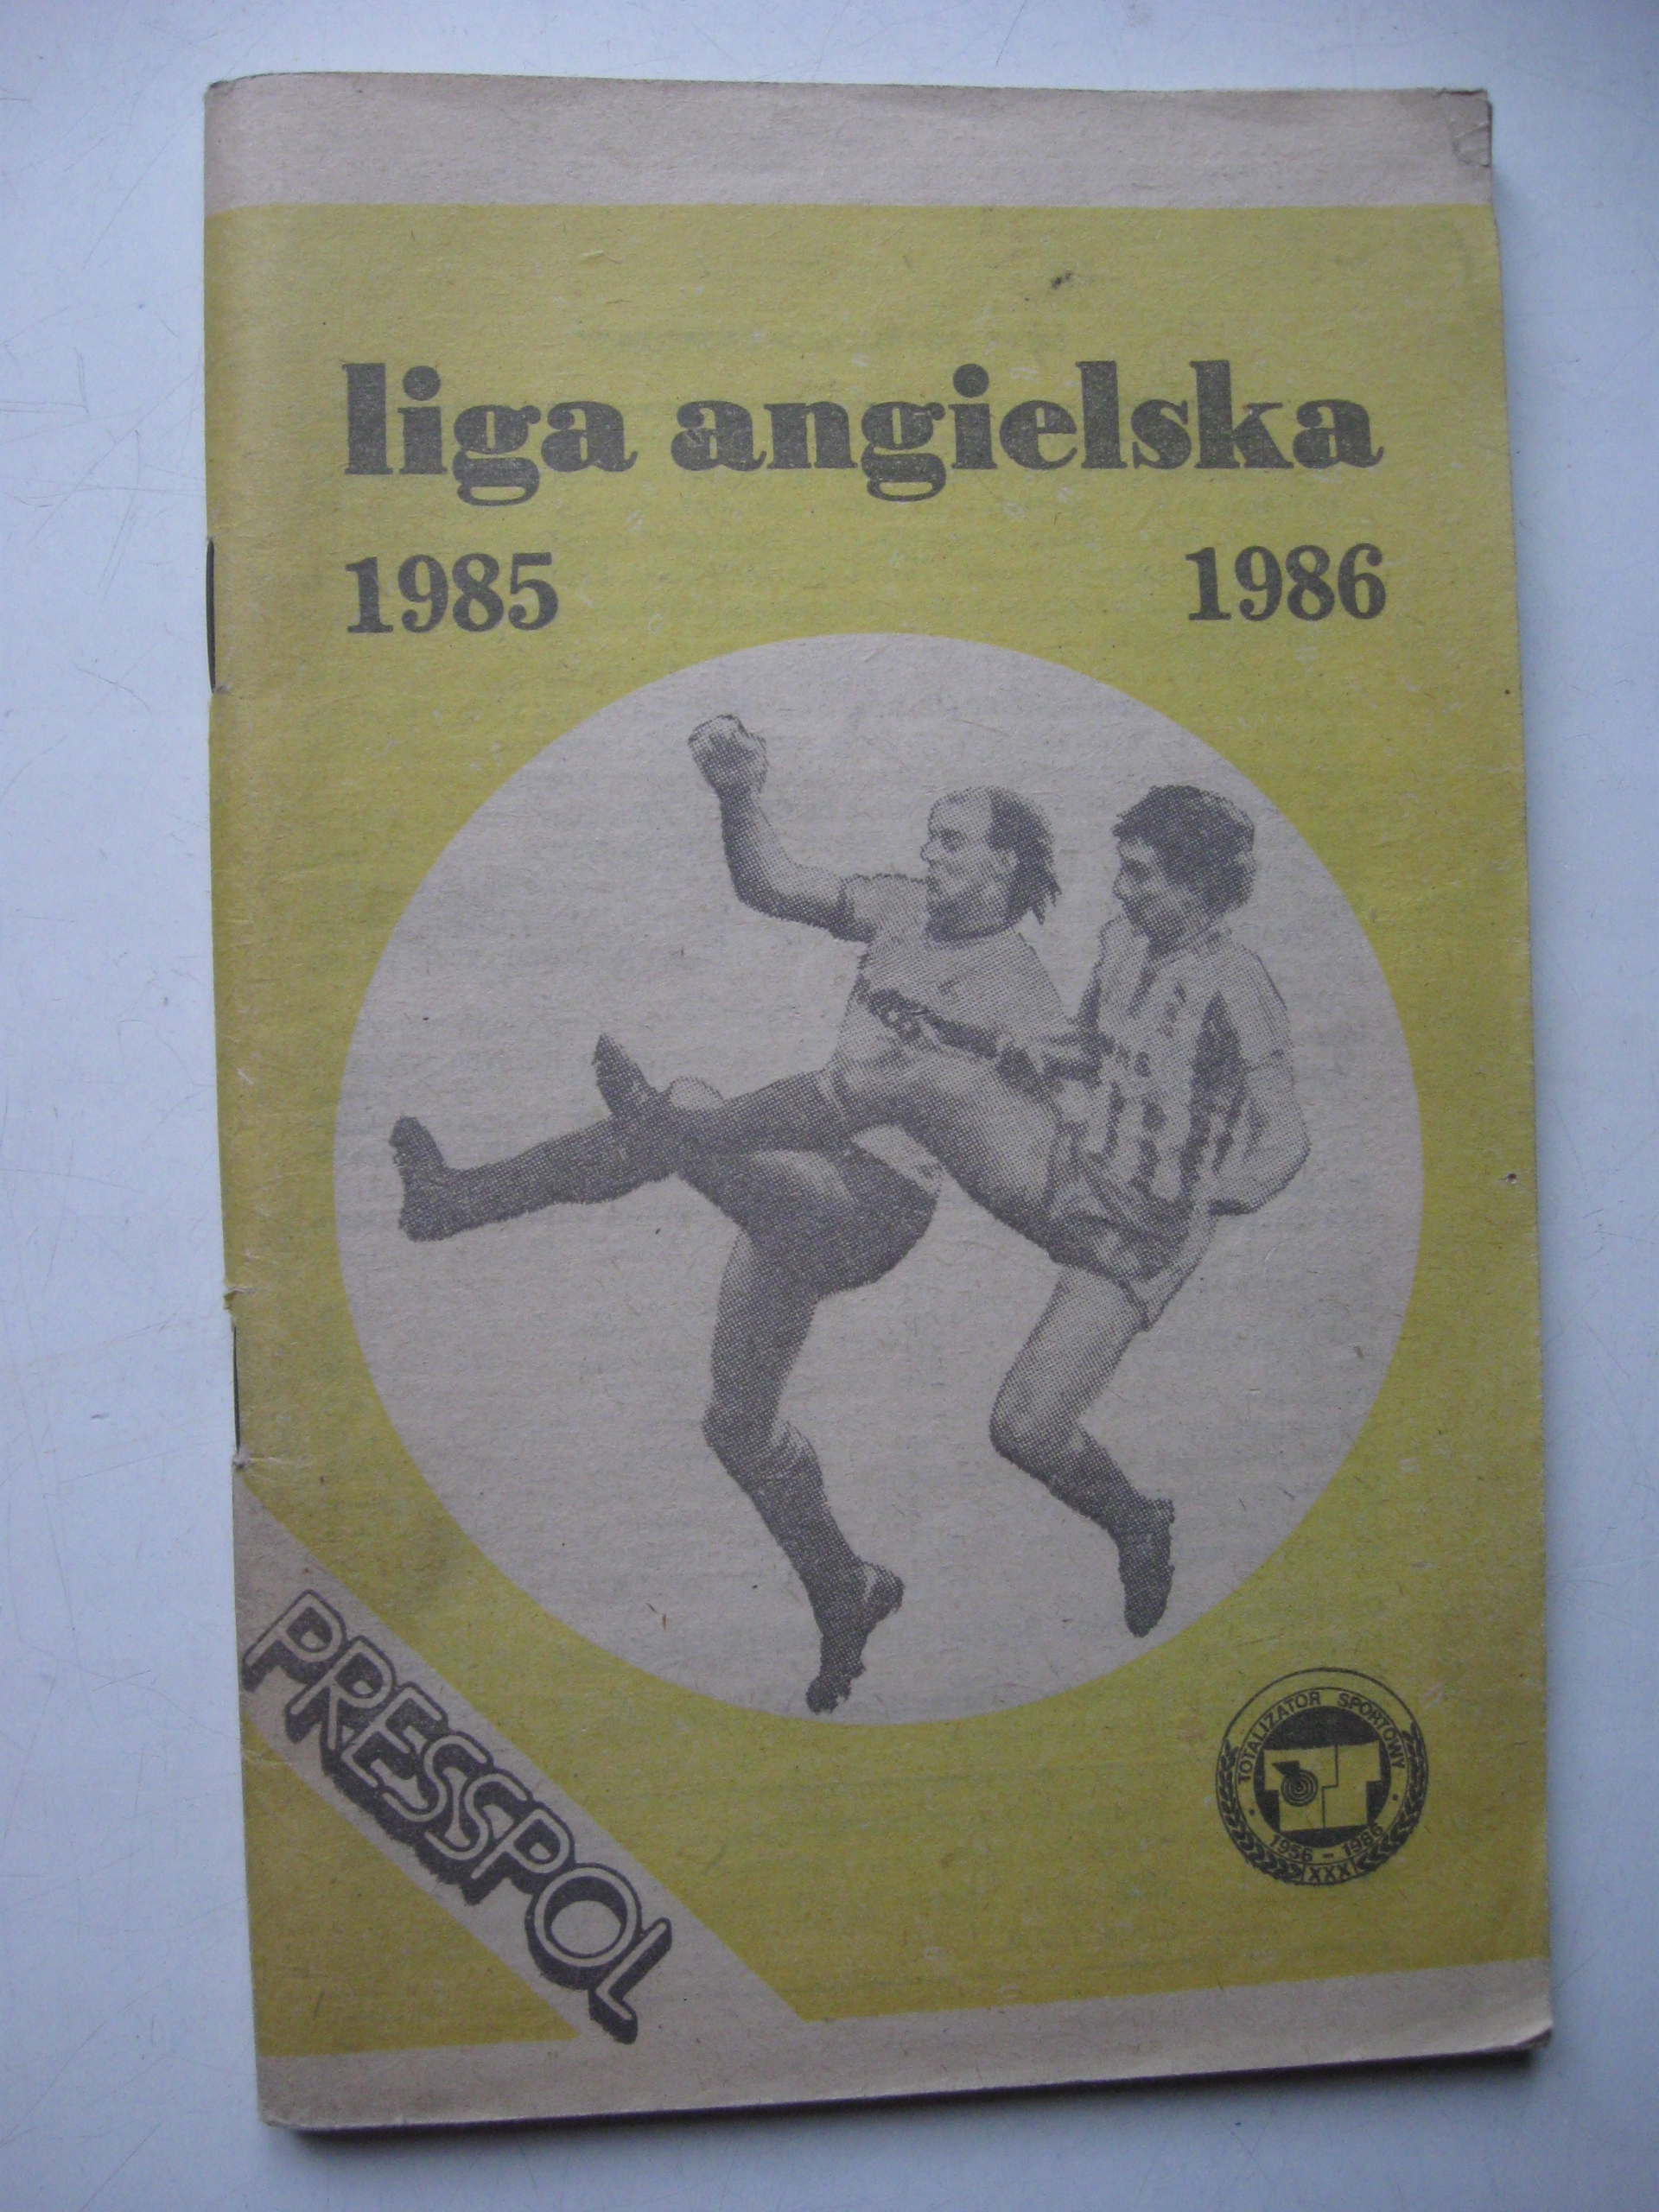 liga angielska
1985 1986
PRESSPOL
TOTALIZATOR SPORTOWY
1956 - 1986
XXX